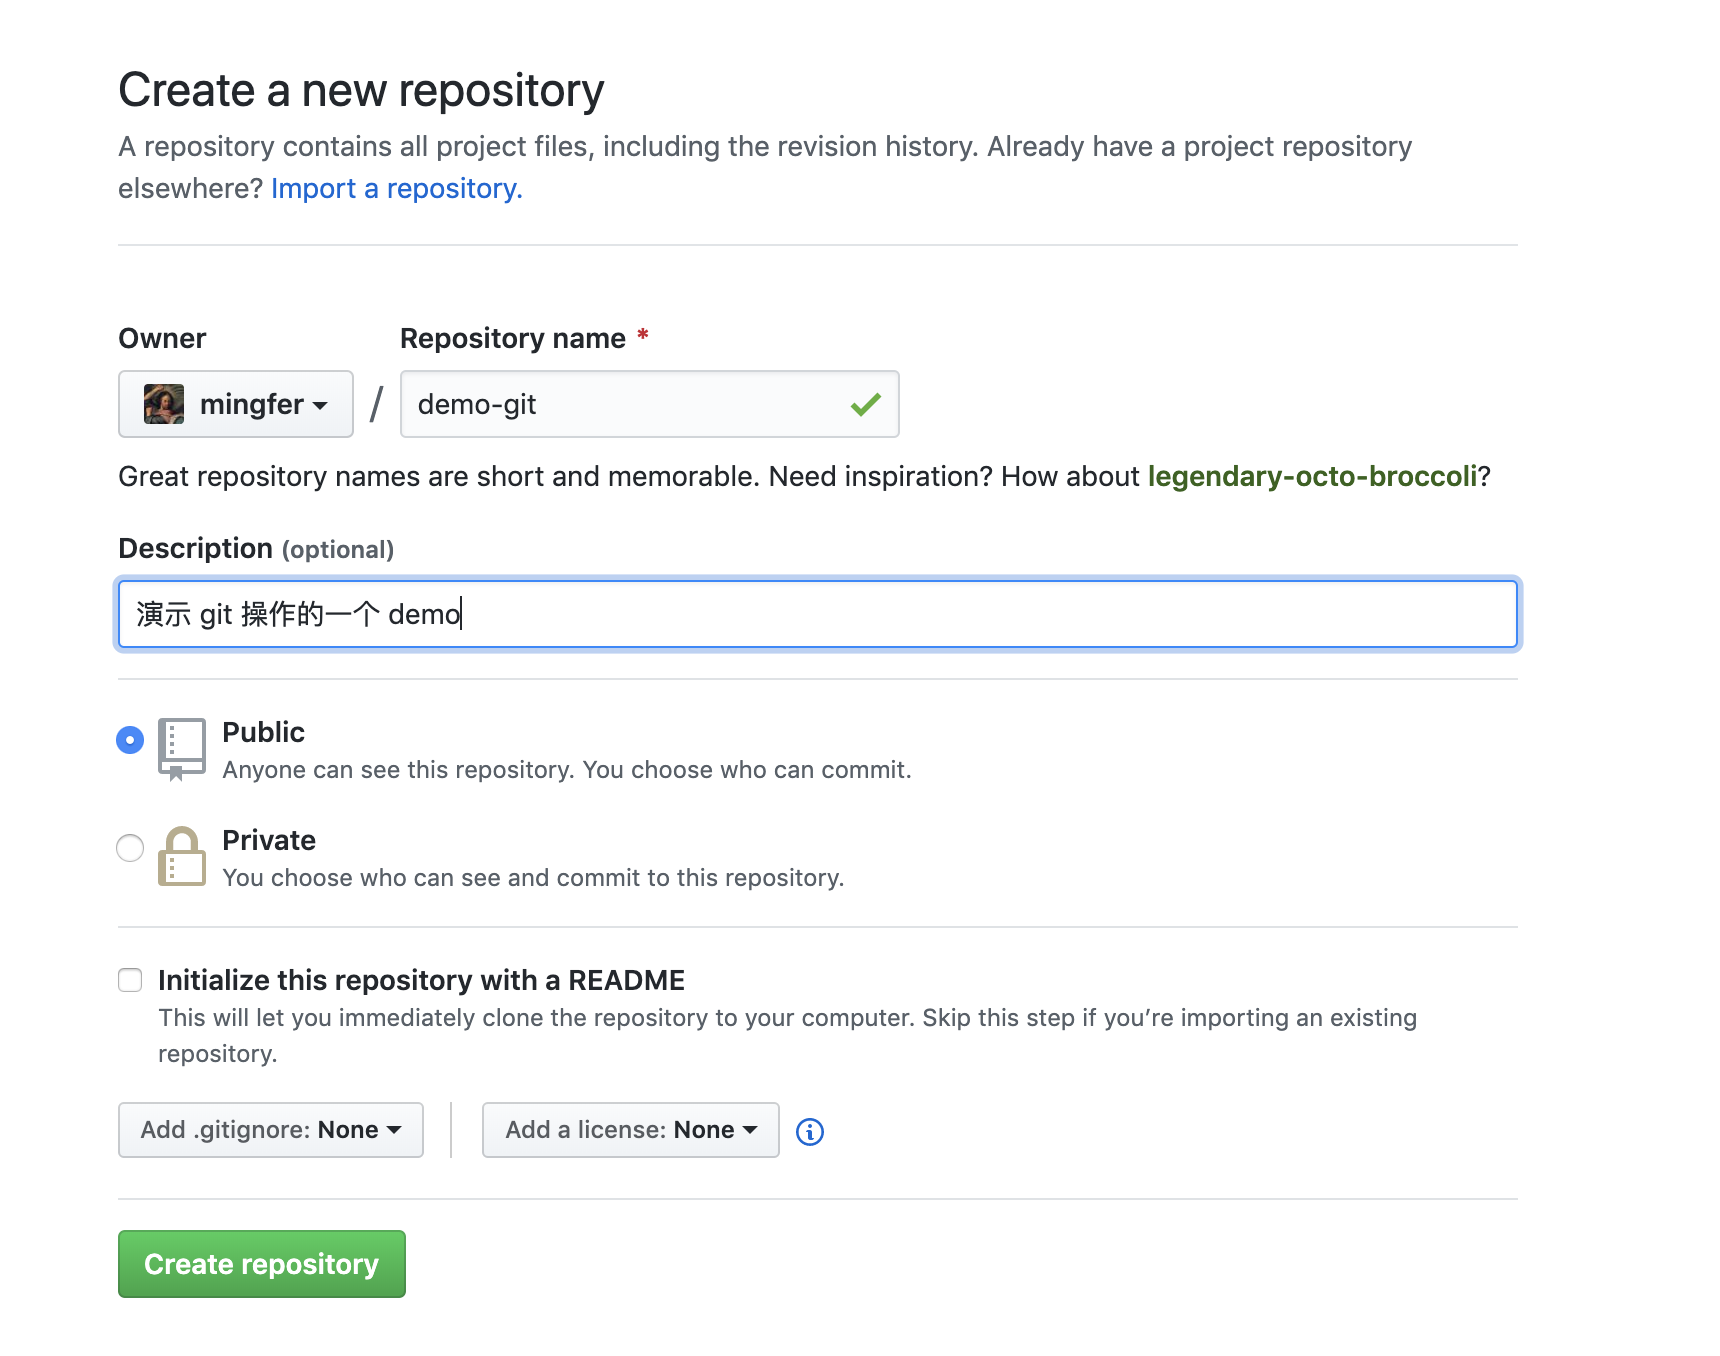 Create a new repository
A repository contains all project files, including the revision history. Already have a project repository
elsewhere? Import a repository.
Owner
Repository name *
mingfer
/
demo-git
Great repository names are short and memorable. Need inspiration? How about legendary-octo-broccoli?
Description (optional)
演示 git 操作的一个 demo
Public
Anyone can see this repository. You choose who can commit.
Private
You choose who can see and commit to this repository.
Initialize this repository with a README
This will let you immediately clone the repository to your computer. Skip this step if you’re importing an existing
repository.
Add .gitignore: None
Add a license: None
Create repository